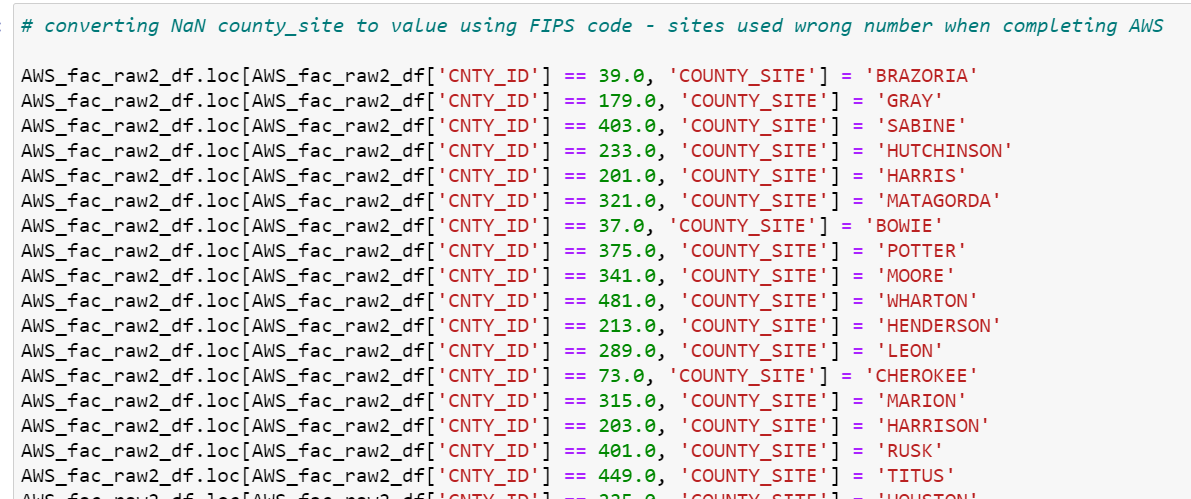 # converting NaN county_site to value using FIPS code - sites used wrong number when completing AWS
AWS_fac_raw2_df.loc[AWS_fac_raw2_df['CNTY_ID'] == 39.0, 'COUNTY_SITE'] = 'BRAZORIA'
AWS_fac_raw2_df.loc[AWS_fac_raw2_df['CNTY_ID'] == 179.0, 'COUNTY_SITE'] = 'GRAY'
AWS_fac_raw2_df.loc[AWS_fac_raw2_df['CNTY_ID'] == 403.0, 'COUNTY_SITE'] = 'SABINE'
AWS_fac_raw2_df.loc[AWS_fac_raw2_df['CNTY_ID'] == 233.0, 'COUNTY_SITE'] = 'HUTCHINSON'
AWS_fac_raw2_df.loc[AWS_fac_raw2_df['CNTY_ID'] == 201.0, 'COUNTY_SITE'] = 'HARRIS'
AWS_fac_raw2_df.loc[AWS_fac_raw2_df['CNTY_ID'] == 321.0, 'COUNTY_SITE'] = 'MATAGORDA'
AWS_fac_raw2_df.loc[AWS_fac_raw2_df['CNTY_ID'] == 37.0, 'COUNTY_SITE'] = 'BOWIE'
AWS_fac_raw2_df.loc[AWS_fac_raw2_df['CNTY_ID'] == 375.0, 'COUNTY_SITE'] = 'POTTER'
AWS_fac_raw2_df.loc[AWS_fac_raw2_df['CNTY_ID'] == 341.0, 'COUNTY_SITE'] = 'MOORE'
AWS_fac_raw2_df.loc[AWS_fac_raw2_df['CNTY_ID'] == 481.0, 'COUNTY_SITE'] = 'WHARTON'
AWS_fac_raw2_df.loc[AWS_fac_raw2_df['CNTY_ID'] == 213.0, 'COUNTY_SITE'] = 'HENDERSON'
AWS_fac_raw2_df.loc[AWS_fac_raw2_df['CNTY_ID'] == 289.0, 'COUNTY_SITE'] = 'LEON'
AWS_fac_raw2_df.loc[AWS_fac_raw2_df['CNTY_ID'] == 73.0, 'COUNTY_SITE'] = 'CHEROKEE'
AWS_fac_raw2_df.loc[AWS_fac_raw2_df['CNTY_ID'] == 315.0, 'COUNTY_SITE'] = 'MARION'
AWS_fac_raw2_df.loc[AWS_fac_raw2_df['CNTY_ID'] == 203.0, 'COUNTY_SITE'] = 'HARRISON'
AWS_fac_raw2_df.loc[AWS_fac_raw2_df['CNTY_ID'] == 401.0, 'COUNTY_SITE'] = 'RUSK'
AWS_fac_raw2_df.loc[AWS_fac_raw2_df['CNTY_ID'] == 449.0, 'COUNTY_SITE'] = 'TITUS'